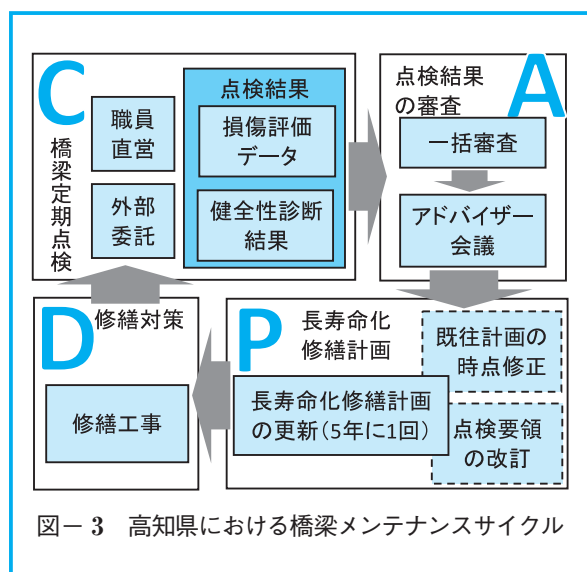 C
橋梁定期点検
職員
直営
外部
委託
点検結果
損傷評価
データ
健全性診断
結果
A
点検結果
の審査
一括審査
アドバイザー
会議
P
長寿命化
修繕計画
既往計画の
時点修正
長寿命化修繕計画
の更新(5年に1回)
点検要領
の改訂
D
修繕対策
修繕工事
図－3 高知県における橋梁メンテナンスサイクル